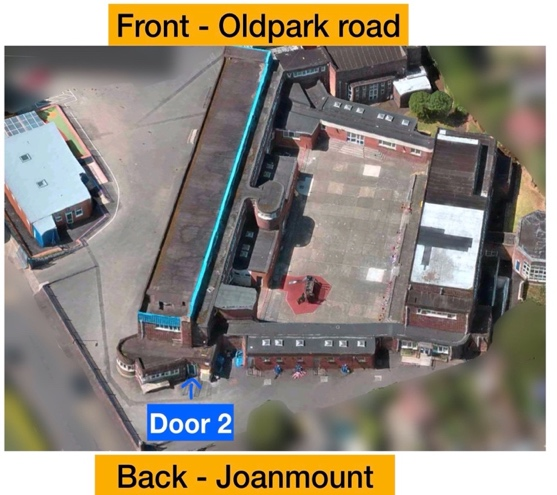 Front - Oldpark road
Door 2
Back - Joanmount